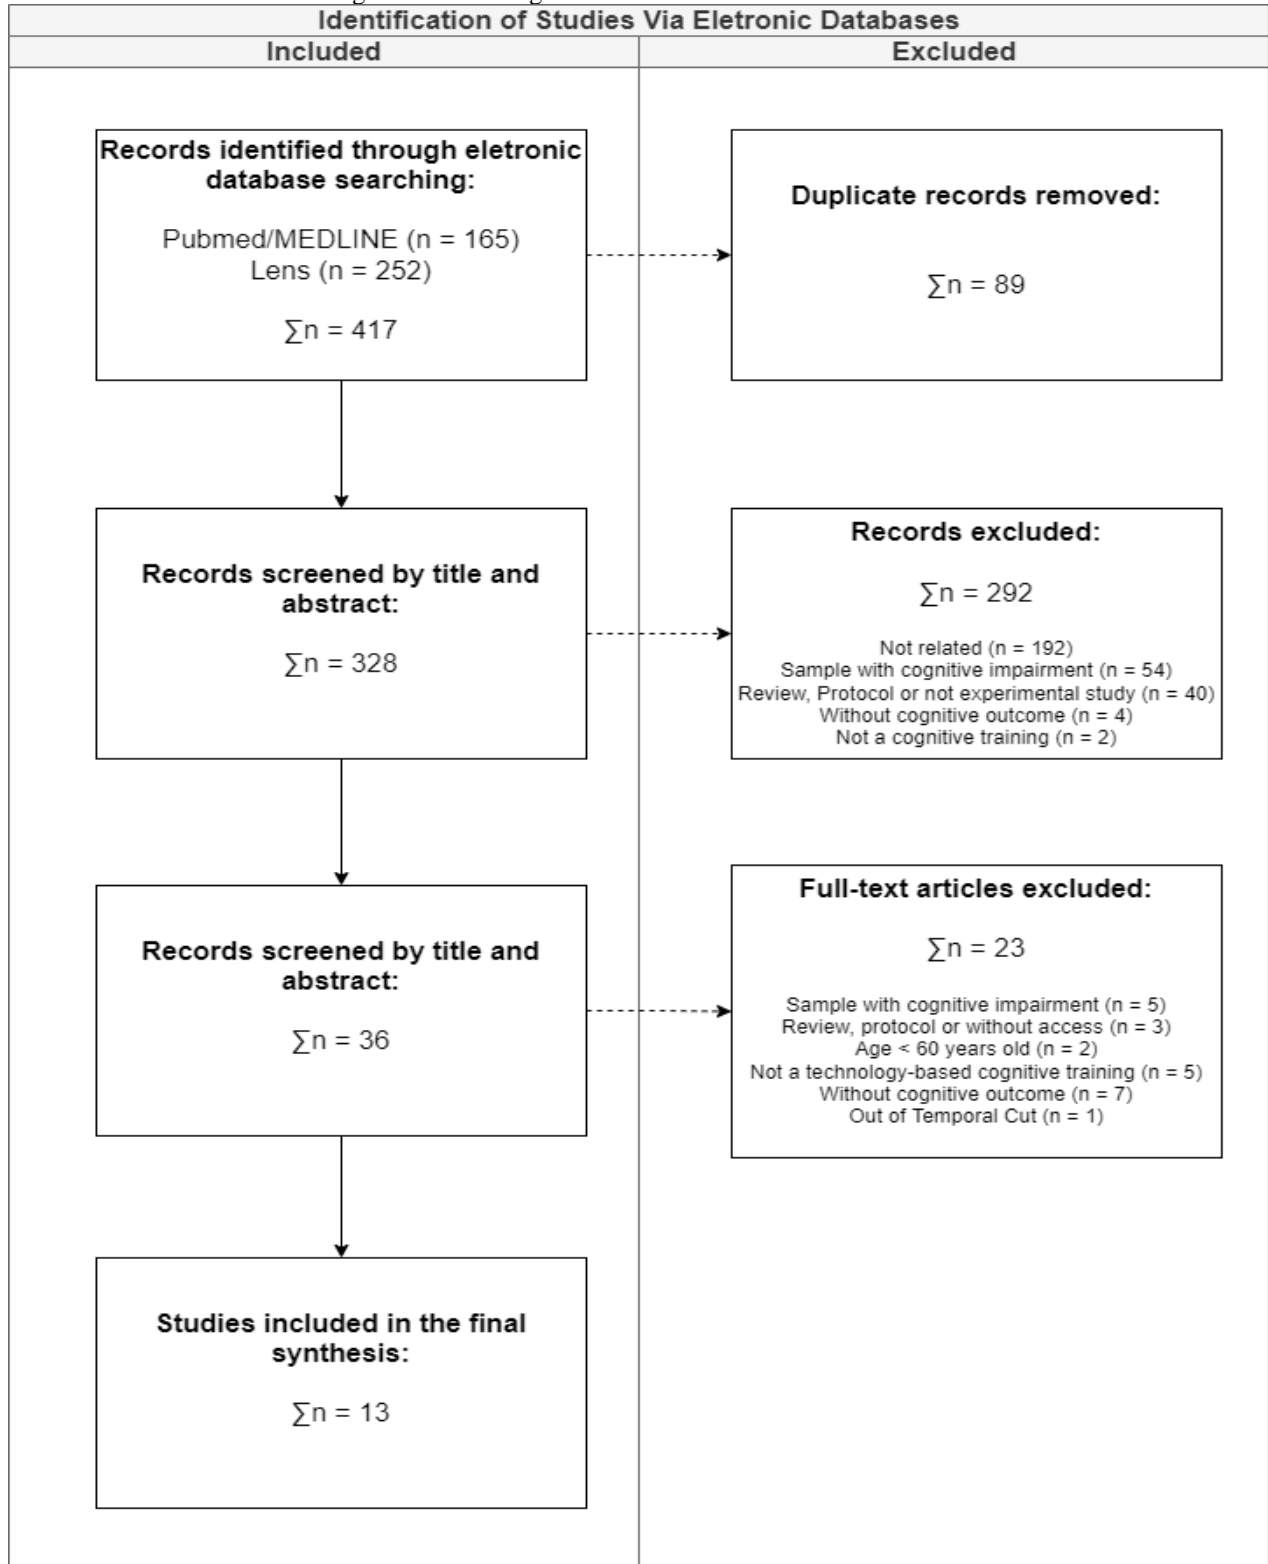 Identification of Studies Via Eletronic Databases
Included
Excluded
Records identified through eletronic
database searching:
Pubmed/MEDLINE (n = 165)
Lens (n = 252)
∑n = 417
Duplicate records removed:
∑n = 89
Records screened by title and
abstract:
∑n = 328
Records excluded:
∑n = 292
Not related (n = 192)
Sample with cognitive impairment (n = 54)
Review, Protocol or not experimental study (n = 40)
Without cognitive outcome (n = 4)
Not a cognitive training (n = 2)
Records screened by title and
abstract:
∑n = 36
Full-text articles excluded:
∑n = 23
Sample with cognitive impairment (n = 5)
Review, protocol or without access (n = 3)
Age < 60 years old (n = 2)
Not a technology-based cognitive training (n = 5)
Without cognitive outcome (n = 7)
Out of Temporal Cut (n = 1)
Studies included in the final
synthesis:
∑n = 13